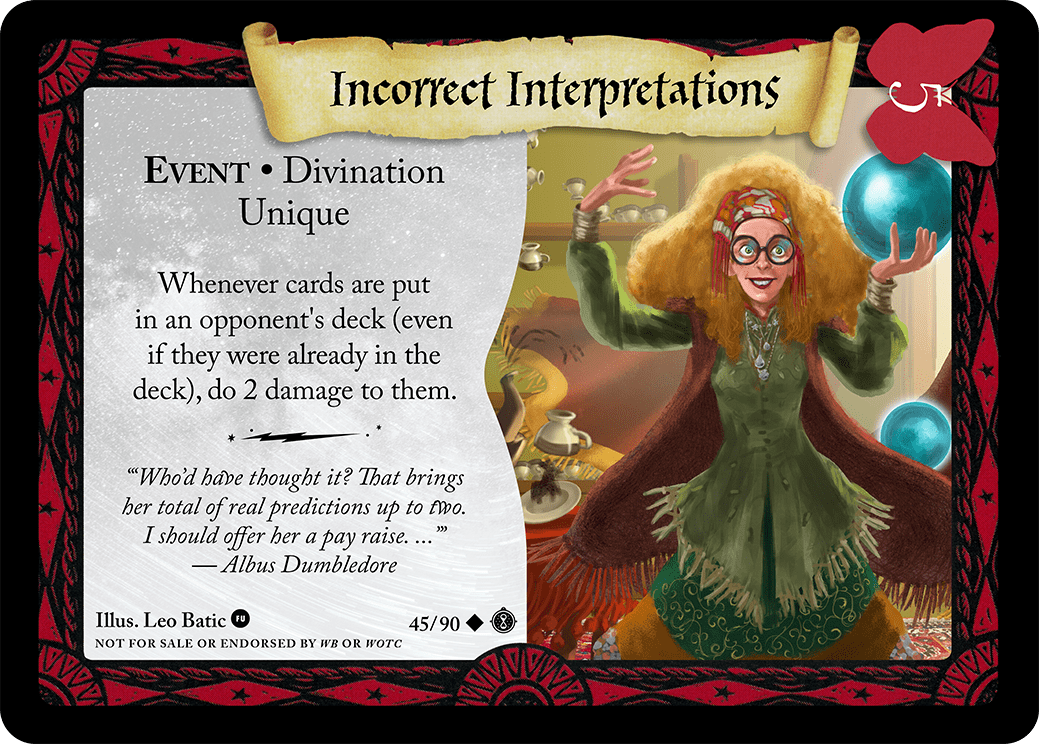 Incorrect Interpretations
5
EVENT • Divination
Unique
Whenever cards are put
in an opponent's deck (even
if they were already in the
deck), do 2 damage to them.
“‘Who’d have thought it? That brings
her total of real predictions up to two.
I should offer her a pay raise. ...’”
— Albus Dumbledore
Illus. Leo Batic FU
45/90
NOT FOR SALE OR ENDORSED BY WB OR WOTC